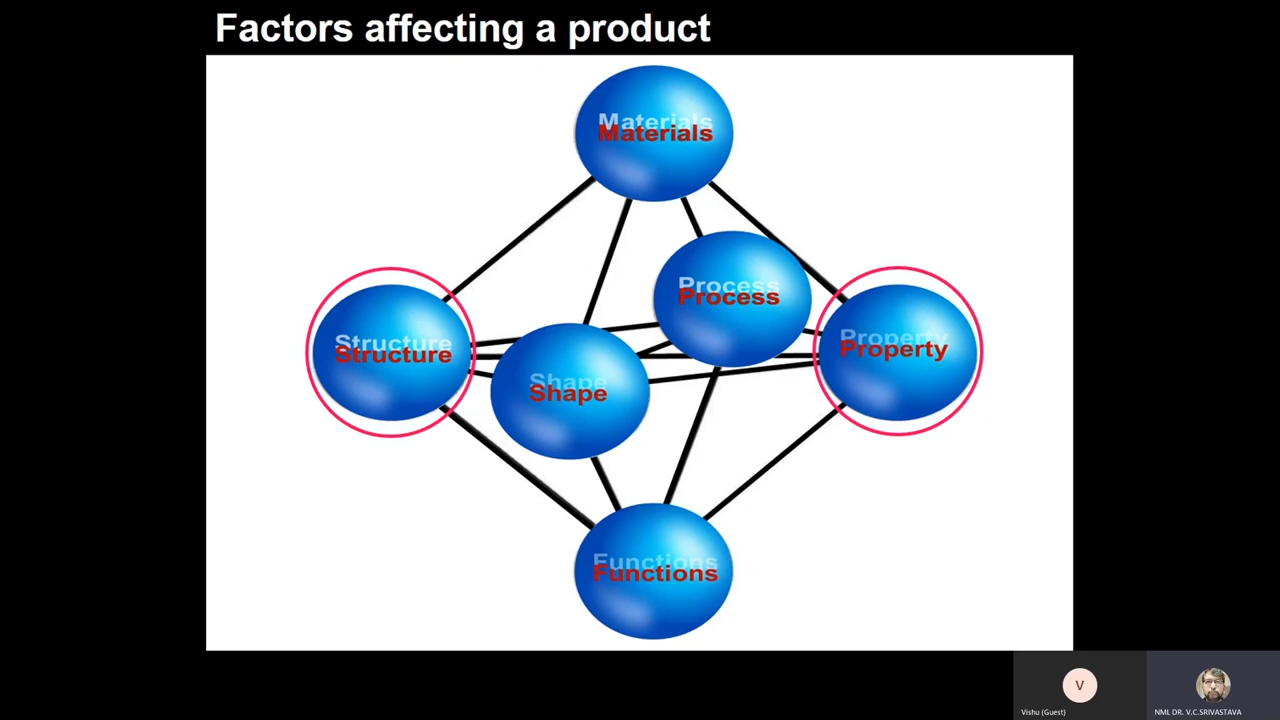 Factors affecting a product
Materials
Materials
Process
Process
Structure
Structure
Property
Property
Shape
Shape
Functions
Functions
V
Vishu (Guest)
NML DR. V.C.SRIVASTAVA